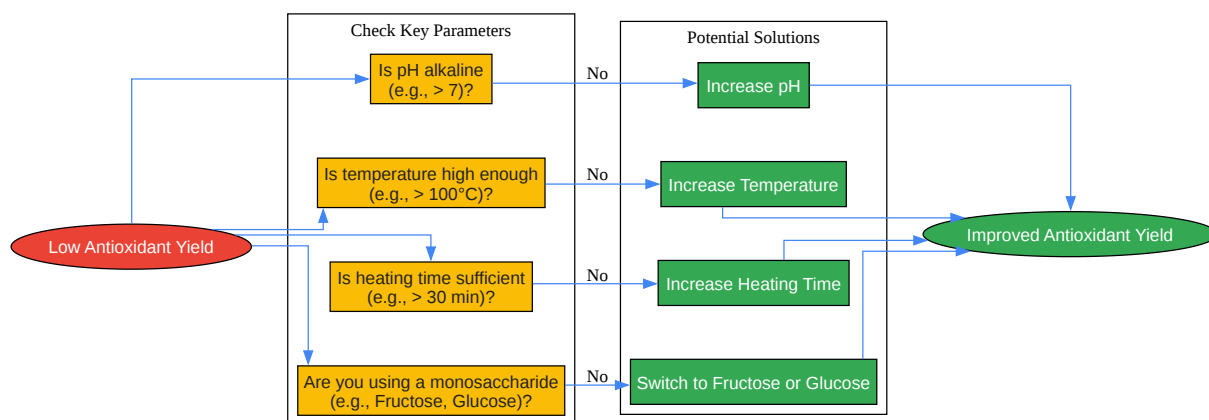 Check Key Parameters
Potential Solutions
Is pH alkaline
(e.g., > 7)?
No
Increase pH
Is temperature high enough
(e.g., > 100°C)?
No
Increase Temperature
Low Antioxidant Yield
Improved Antioxidant Yield
Is heating time sufficient
(e.g., > 30 min)?
No
Increase Heating Time
Are you using a monosaccharide
(e.g., Fructose, Glucose)?
No
Switch to Fructose or Glucose